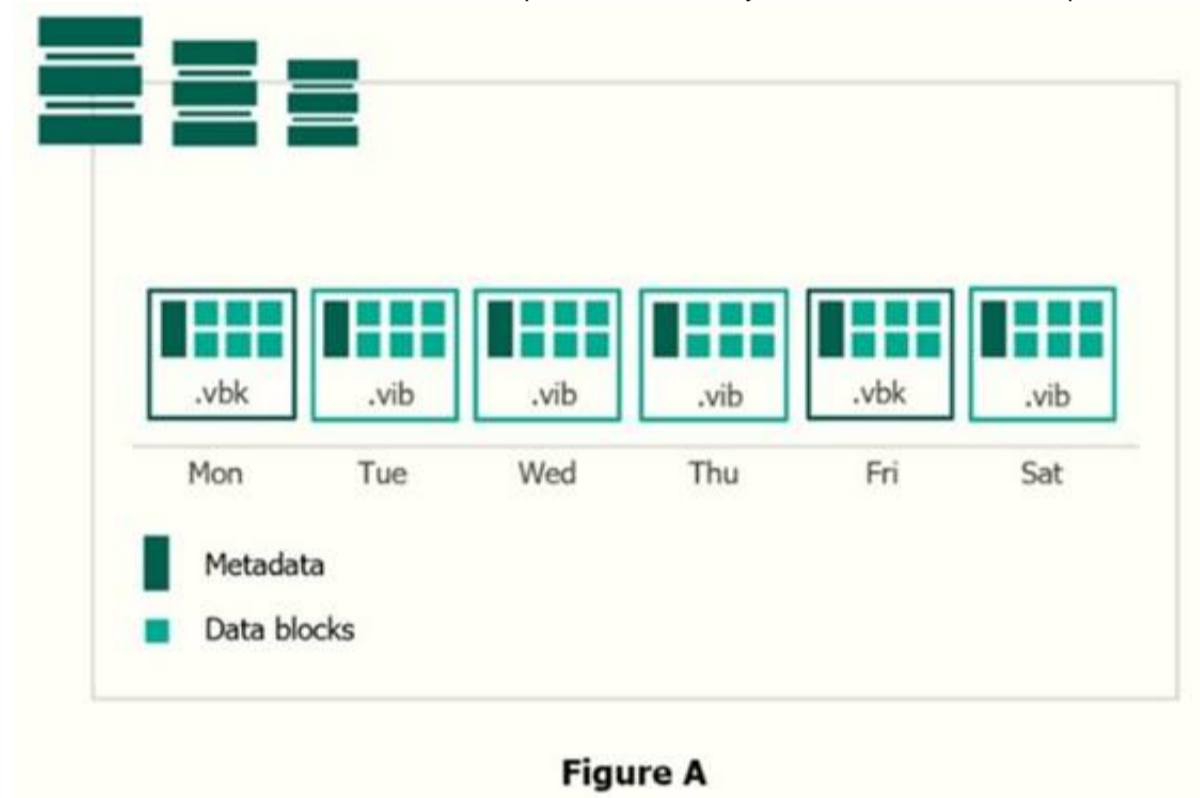 .vbk .vib .vib .vib .vbk .vib
Mon Tue Wed Thu Fri Sat
Metadata
Data blocks
Figure A